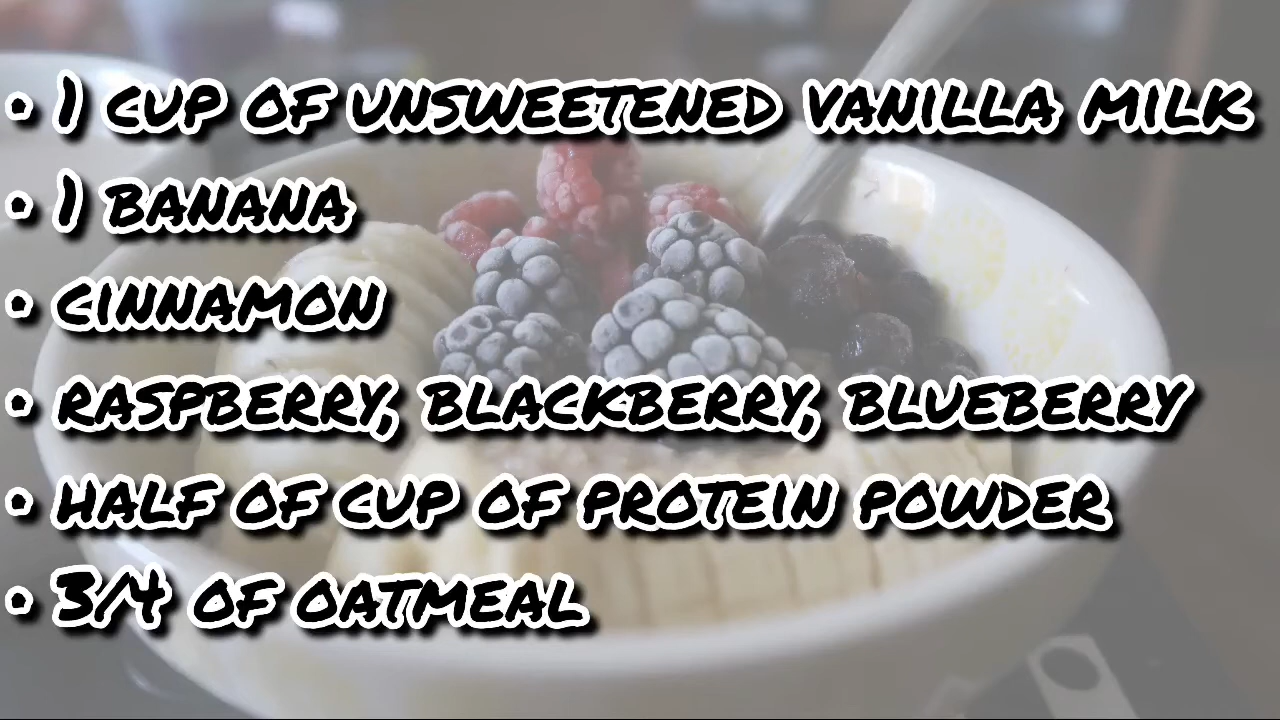 • 1 CUP OF UNSWEETENED VANILLA MILK
• 1 BANANA
• CINNAMON
• RASPBERRY, BLACKBERRY, BLUEBERRY
• HALF OF CUP OF PROTEIN POWDER
• 3/4 OF OATMEAL